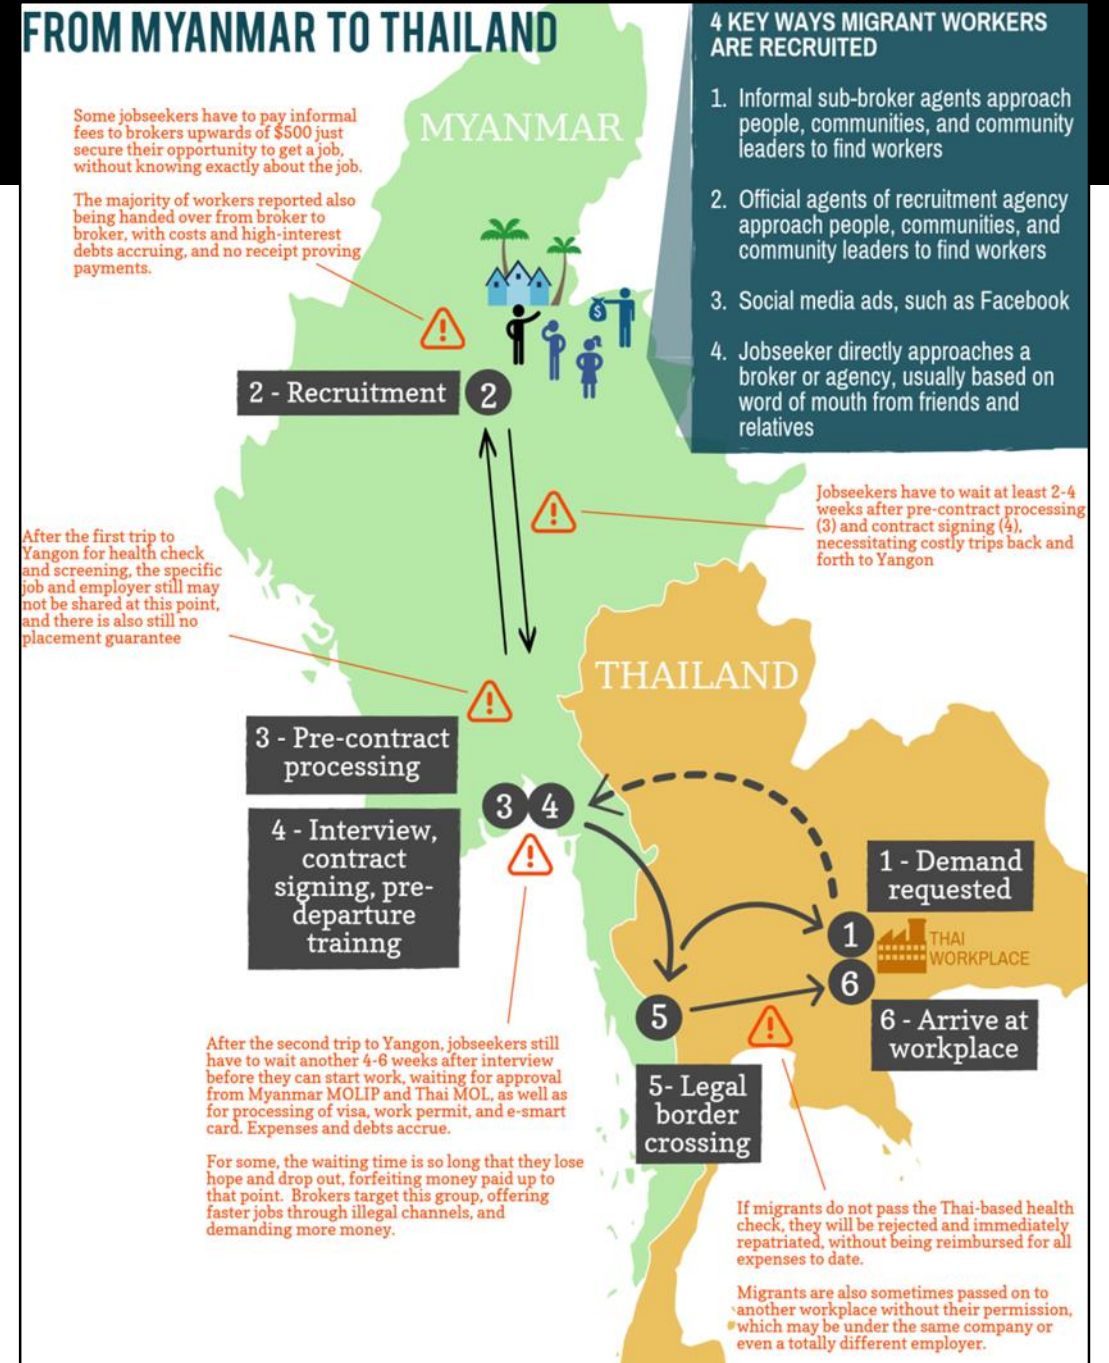 FROM MYANMAR TO THAILAND
4 KEY WAYS MIGRANT WORKERS
ARE RECRUITED
1. Informal sub-broker agents approach
people, communities, and community
leaders to find workers
2. Official agents of recruitment agency
approach people, communities, and
community leaders to find workers
3. Social media ads, such as Facebook
4. Jobseeker directly approaches a
broker or agency, usually based on
word of mouth from friends and
relatives
Some jobseekers have to pay informal
fees to brokers upwards of $500 just
secure their opportunity to get a job,
without knowing exactly about the job.
The majority of workers reported also
being handed over from broker to
broker, with costs and high-interest
debts accruing, and no receipt proving
payments.
MYANMAR
$
2 - Recruitment
2
Jobseekers have to wait at least 2-4
weeks after pre-contract processing
(3) and contract signing (4),
necessitating costly trips back and
forth to Yangon
After the first trip to
Yangon for health check
and screening, the specific
job and employer still may
not be shared at this point,
and there is also still no
placement guarantee
THAILAND
3 - Pre-contract
processing
3
4
4 - Interview,
contract
signing, pre-
departure
trainng
1 - Demand
requested
1
THAI
WORKPLACE
6
6 - Arrive at
workplace
5
5- Legal
border
crossing
After the second trip to Yangon, jobseekers still
have to wait another 4-6 weeks after interview
before they can start work, waiting for approval
from Myanmar MOLIP and Thai MOL, as well as
for processing of visa, work permit, and e-smart
card. Expenses and debts accrue.
For some, the waiting time is so long that they lose
hope and drop out, forfeiting money paid up to
that point. Brokers target this group, offering
faster jobs through illegal channels, and
demanding more money.
If migrants do not pass the Thai-based health
check, they will be rejected and immediately
repatriated, without being reimbursed for all
expenses to date.
Migrants are also sometimes passed on to
another workplace without their permission,
which may be under the same company or
even a totally different employer.